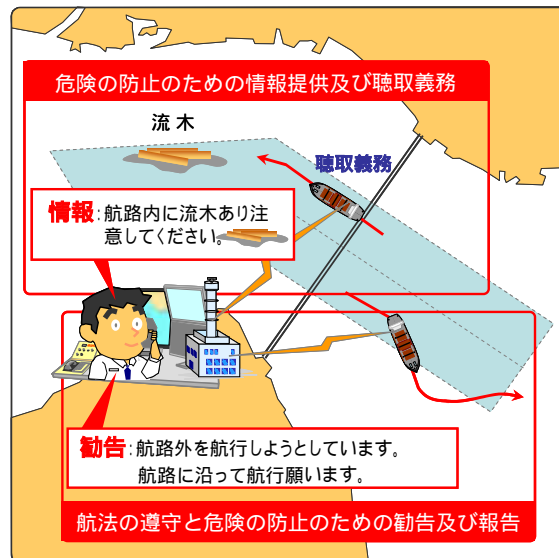 危険の防止のための情報提供及び聴取義務
流木
聴取義務
情報:航路内に流木あり注
意してください。
勧告:航路外を航行しようとしています。
航路に沿って航行願います。
航法の遵守と危険の防止のための勧告及び報告